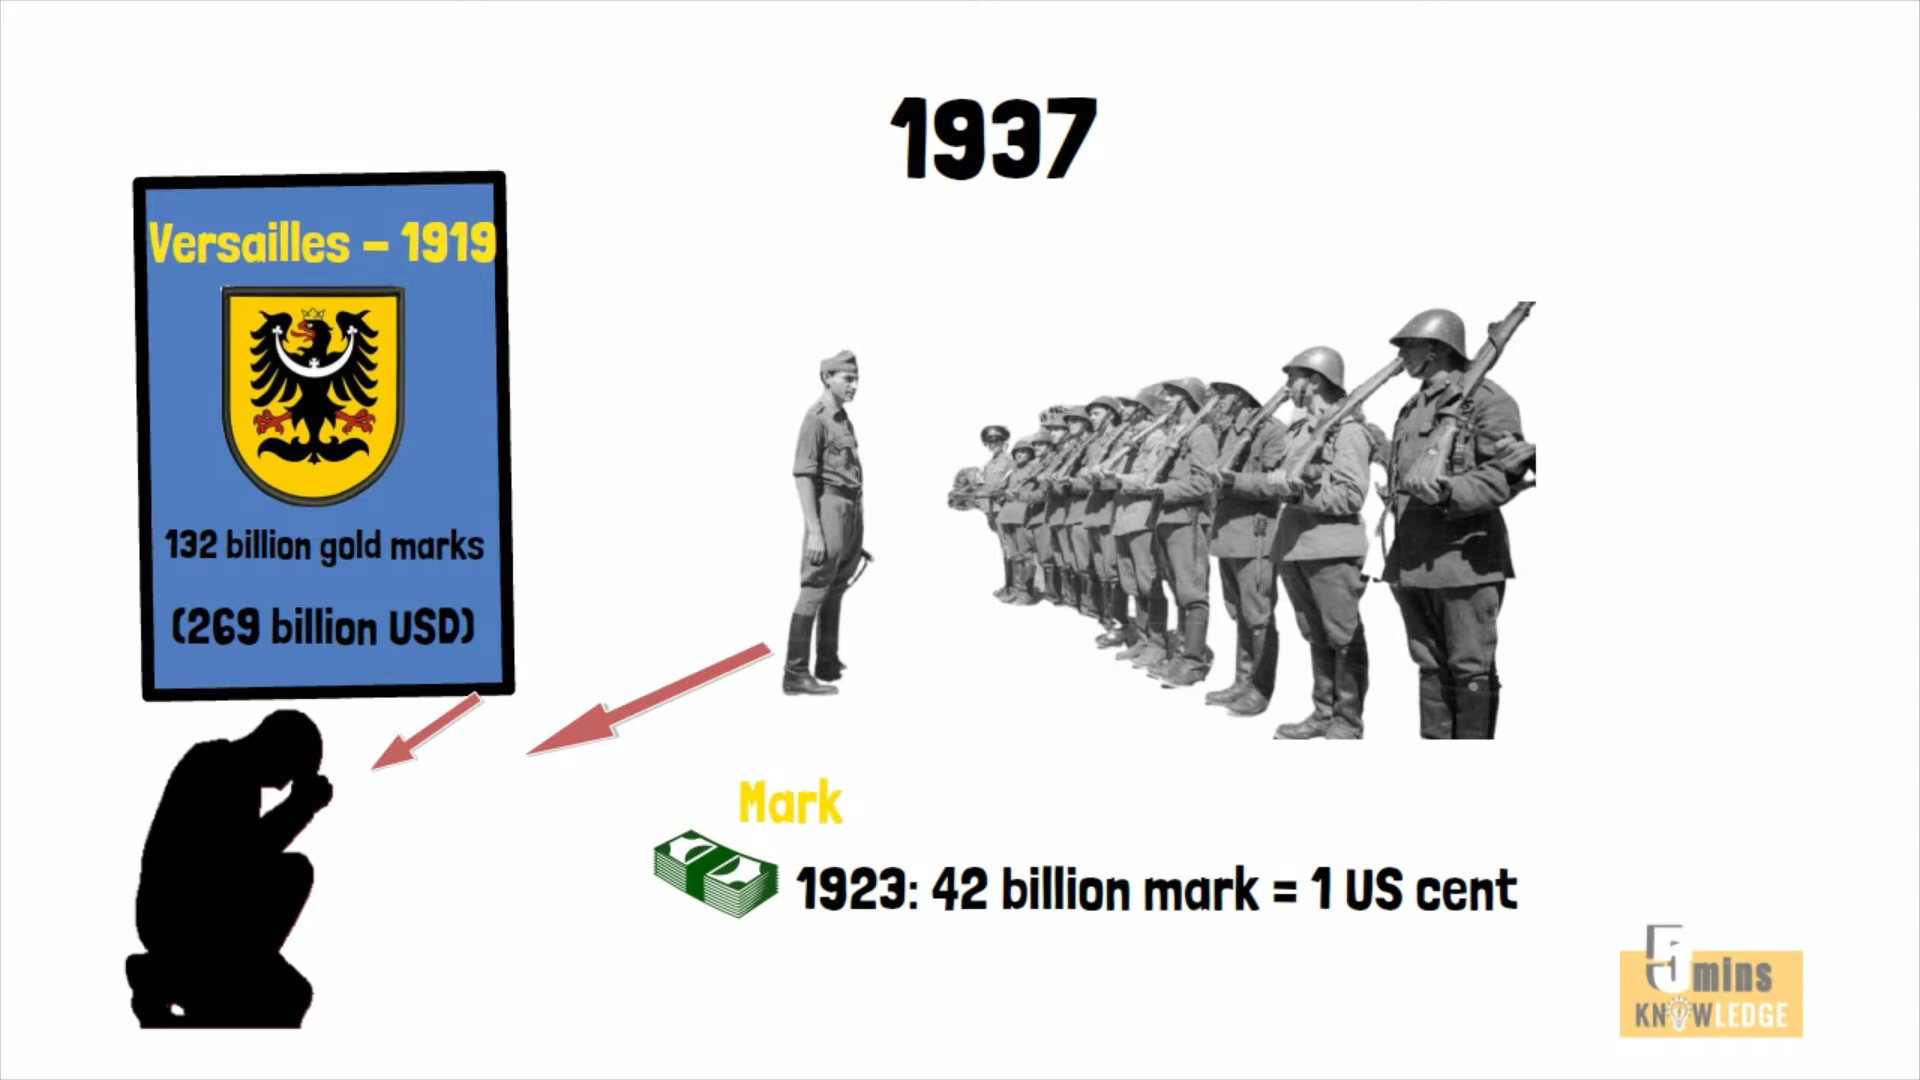 1937
Versailles – 1919
132 billion gold marks
(269 billion USD)
Mark
1923: 42 billion mark = 1 US cent
5 mins
KNOWLEDGE